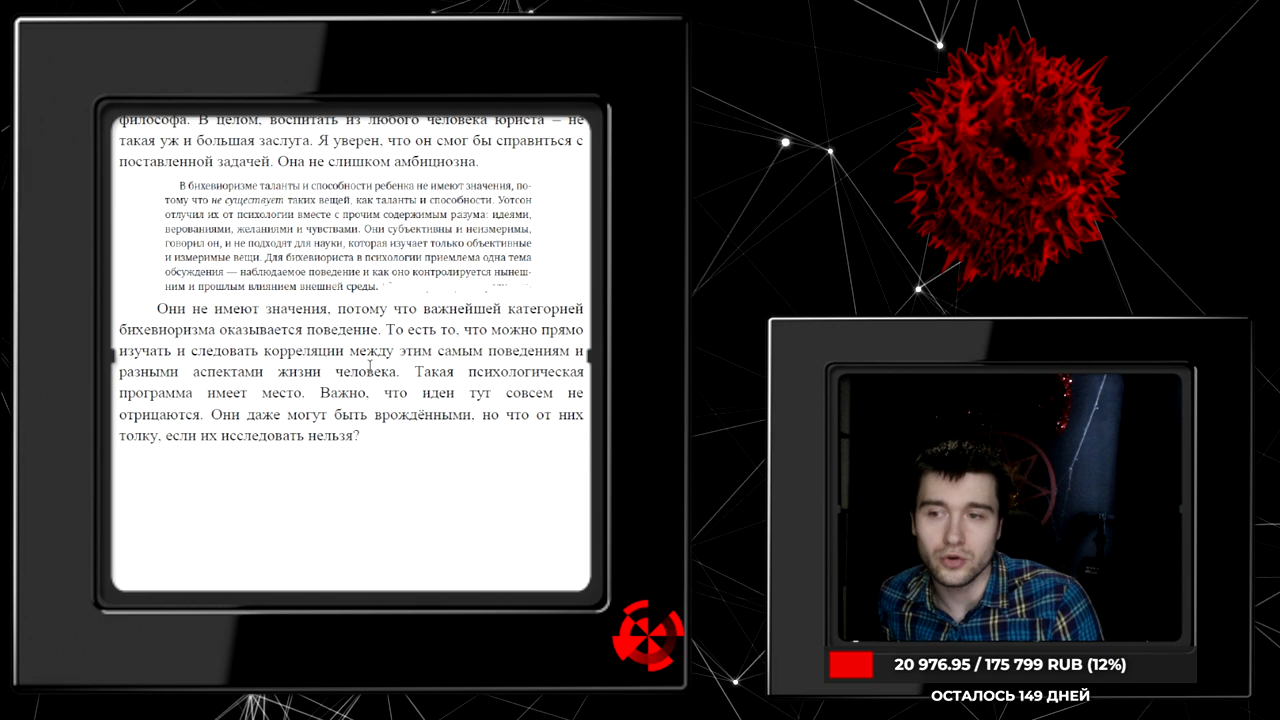 философа. В целом, воспитать из любого человека юриста – не
такая уж и большая заслуга. Я уверен, что он смог бы справиться с
поставленной задачей. Она не слишком амбициозна.
В бихевиоризме таланты и способности ребенка не имеют значения, по-
тому что не существует таких вещей, как таланты и способности. Уотсон
отлучил их от психологии вместе с прочим содержимым разума: идеями,
верованиями, желаниями и чувствами. Они субъективны и неизмеримы,
говорил он, и не подходят для науки, которая изучает только объективные
и измеримые вещи. Для бихевиориста в психологии приемлема одна тема
обсуждения — наблюдаемое поведение и как оно контролируется нынеш-
ним и прошлым влиянием внешней среды.
Они не имеют значения, потому что важнейшей категорией
бихевиоризма оказывается поведение. То есть то, что можно прямо
изучать и следовать корреляции между этим самым поведениям и
разными аспектами жизни человека. Такая психологическая
программа имеет место. Важно, что идеи тут совсем не
отрицаются. Они даже могут быть врождёнными, но что от них
толку, если их исследовать нельзя?
20 976.95 / 175 799 RUB (12%)
ОСТАЛОСЬ 149 ДНЕЙ